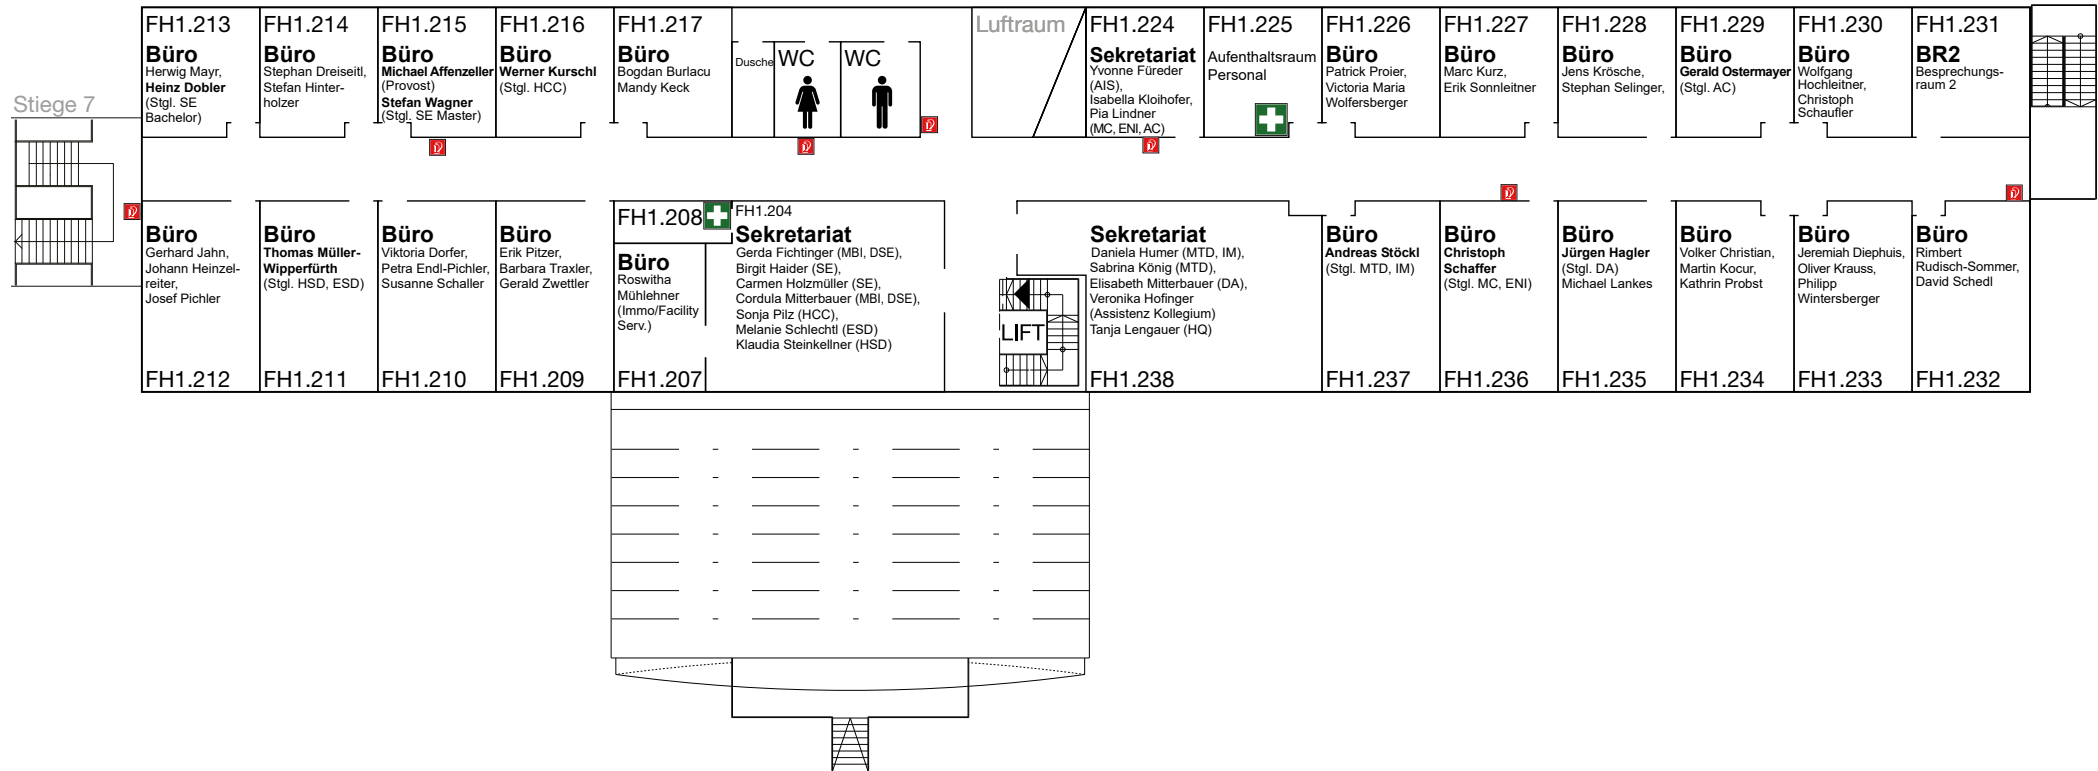 Stiege 7
FH1.213
Büro
Herwig Mayr,
Heinz Dobler
(Stgl. SE
Bachelor)
FH1.214
Büro
Stephan Dreiseitl,
Stefan Hinter-
holzer
FH1.215
Büro
Michael Affenzeller
(Provost)
Stefan Wagner
(Stgl. SE Master)
FH1.216
Büro
Werner Kurschl
(Stgl. HCC)
FH1.217
Büro
Bogdan Burlacu
Mandy Keck
Dusche
WC
WC
Luftraum
FH1.224
Sekretariat
Yvonne Füreder
(AIS),
Isabella Kloihofer,
Pia Lindner
(MC, ENI, AC)
FH1.225
Aufenthaltsraum
Personal
FH1.226
Büro
Patrick Proier,
Victoria Maria
Wolfersberger
FH1.227
Büro
Marc Kurz,
Erik Sonnleitner
FH1.228
Büro
Jens Krösche,
Stephan Selinger,
FH1.229
Büro
Gerald Ostermayer
(Stgl. AC)
FH1.230
Büro
Wolfgang
Hochleitner,
Christoph
Schaufler
FH1.231
BR2
Besprechungs-
raum 2
Büro
Gerhard Jahn,
Johann Heinzel-
reiter,
Josef Pichler
FH1.212
Büro
Thomas Müller-
Wipperfürth
(Stgl. HSD, ESD)
FH1.211
Büro
Viktoria Dorfer,
Petra Endl-Pichler,
Susanne Schaller
FH1.210
Büro
Erik Pitzer,
Barbara Traxler,
Gerald Zwettler
FH1.209
FH1.208
Büro
Roswitha
Mühlehner
(Immo/Facility
Serv.)
FH1.207
FH1.204
Sekretariat
Gerda Fichtinger (MBI, DSE),
Birgit Haider (SE),
Carmen Holzmüller (SE),
Cordula Mitterbauer (MBI, DSE),
Sonja Pilz (HCC),
Melanie Schlechtl (ESD)
Klaudia Steinkellner (HSD)
LIFT
Sekretariat
Daniela Humer (MTD, IM),
Sabrina König (MTD),
Elisabeth Mitterbauer (DA),
Veronika Hofinger
(Assistenz Kollegium)
Tanja Lengauer (HQ)
FH1.238
Büro
Andreas Stöckl
(Stgl. MTD, IM)
FH1.237
Büro
Christoph
Schaffer
(Stgl. MC, ENI)
FH1.236
Büro
Jürgen Hagler
(Stgl. DA)
Michael Lankes
FH1.235
Büro
Volker Christian,
Martin Kocur,
Kathrin Probst
FH1.234
Büro
Jeremiah Diephuis,
Oliver Krauss,
Philipp
Wintersberger
FH1.233
Büro
Rimbert
Rudisch-Sommer,
David Schedl
FH1.232